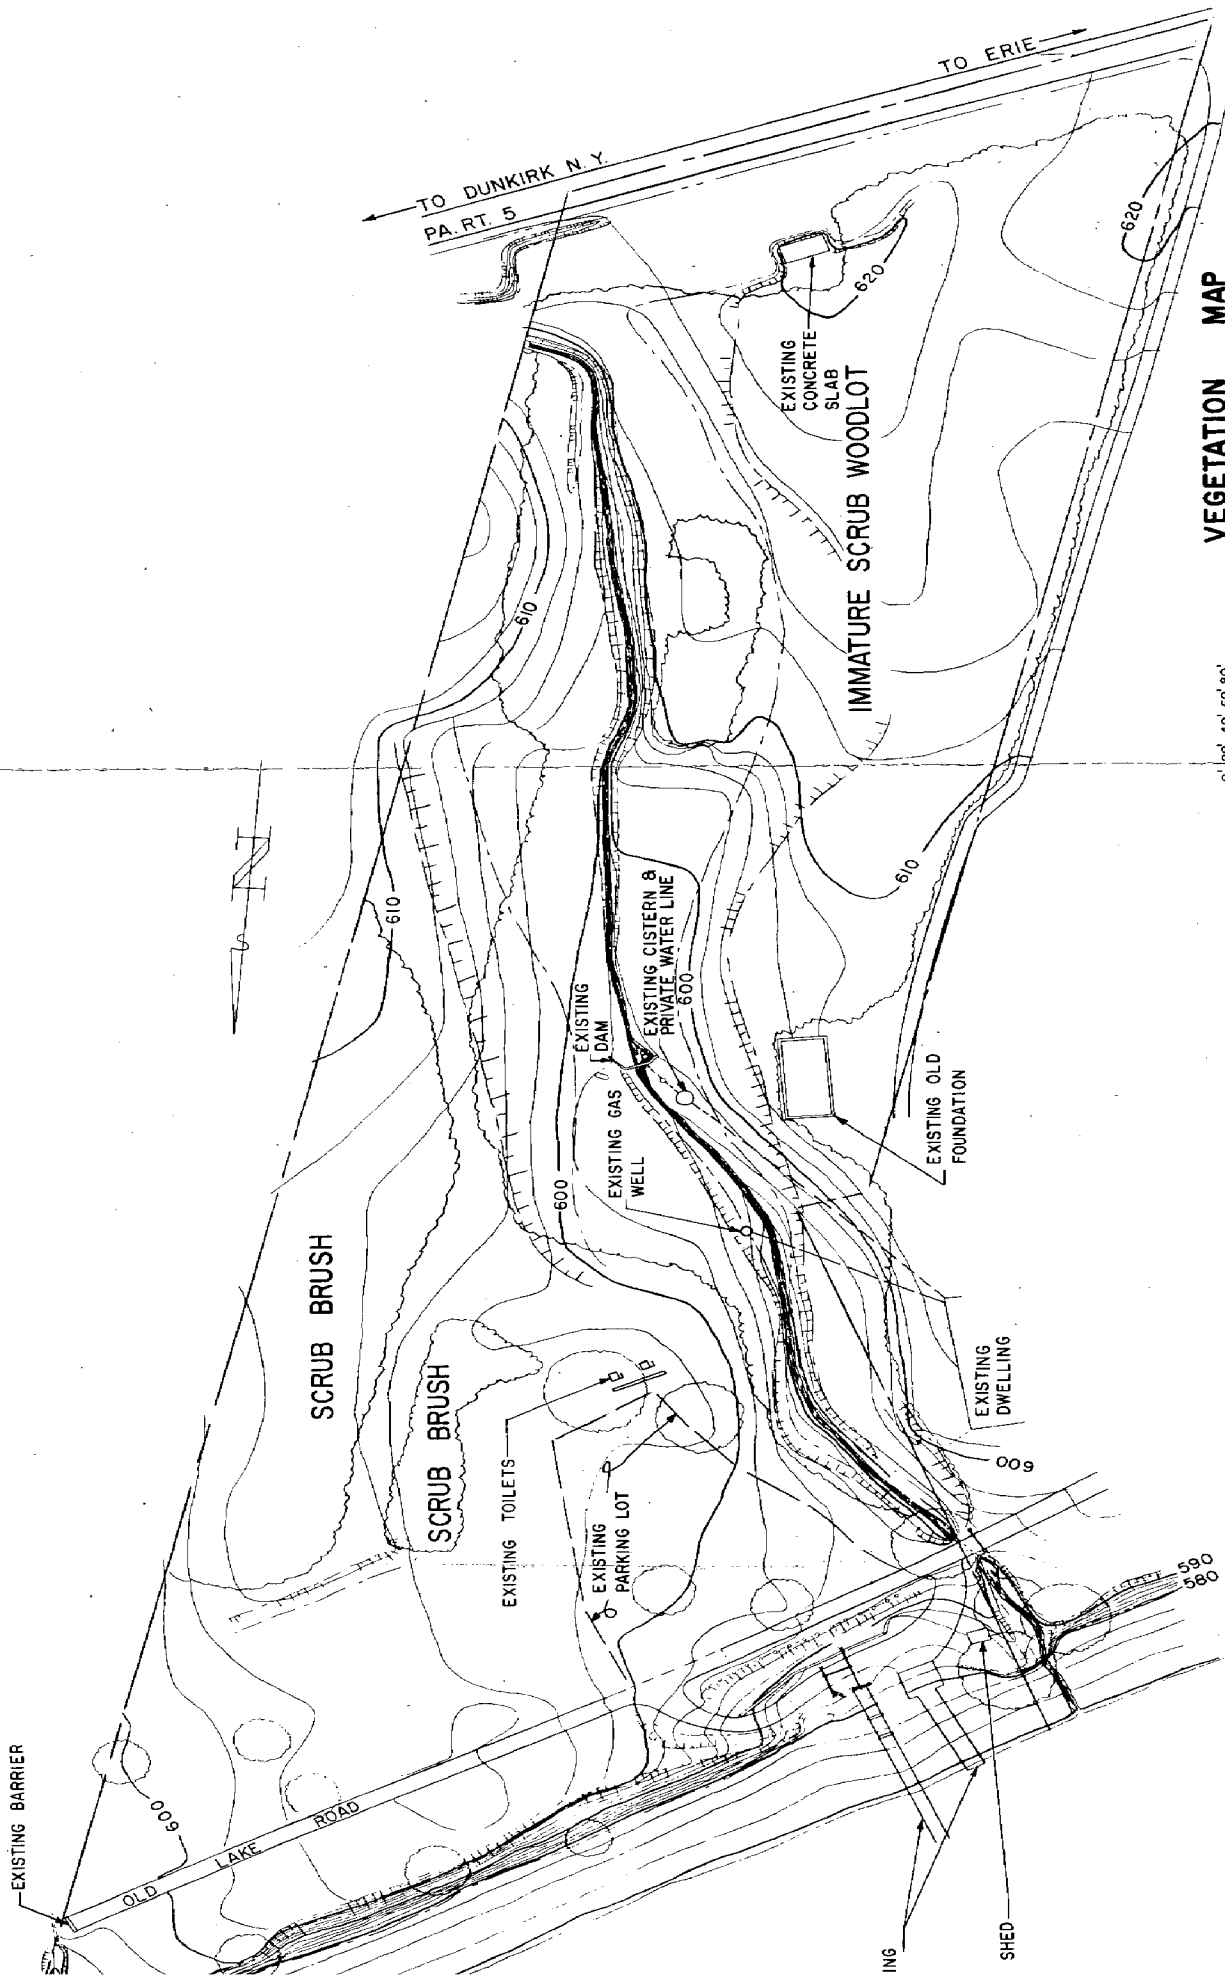 TO ERIE
TO DUNKIRK N.Y.
PA. RT. 5
620
EXISTING
CONCRETE
SLAB
620
IMMATURE SCRUB WOODLOT
VEGETATION MAP
610
N
610
610
EXISTING
DAM
EXISTING CISTERN &
PRIVATE WATER LINE
600
600
EXISTING GAS
WELL
EXISTING OLD
FOUNDATION
SCRUB BRUSH
SCRUB BRUSH
EXISTING TOILETS
EXISTING
PARKING LOT
EXISTING
DWELLING
600
590
580
EXISTING BARRIER
600
OLD LAKE ROAD
ING
SHED